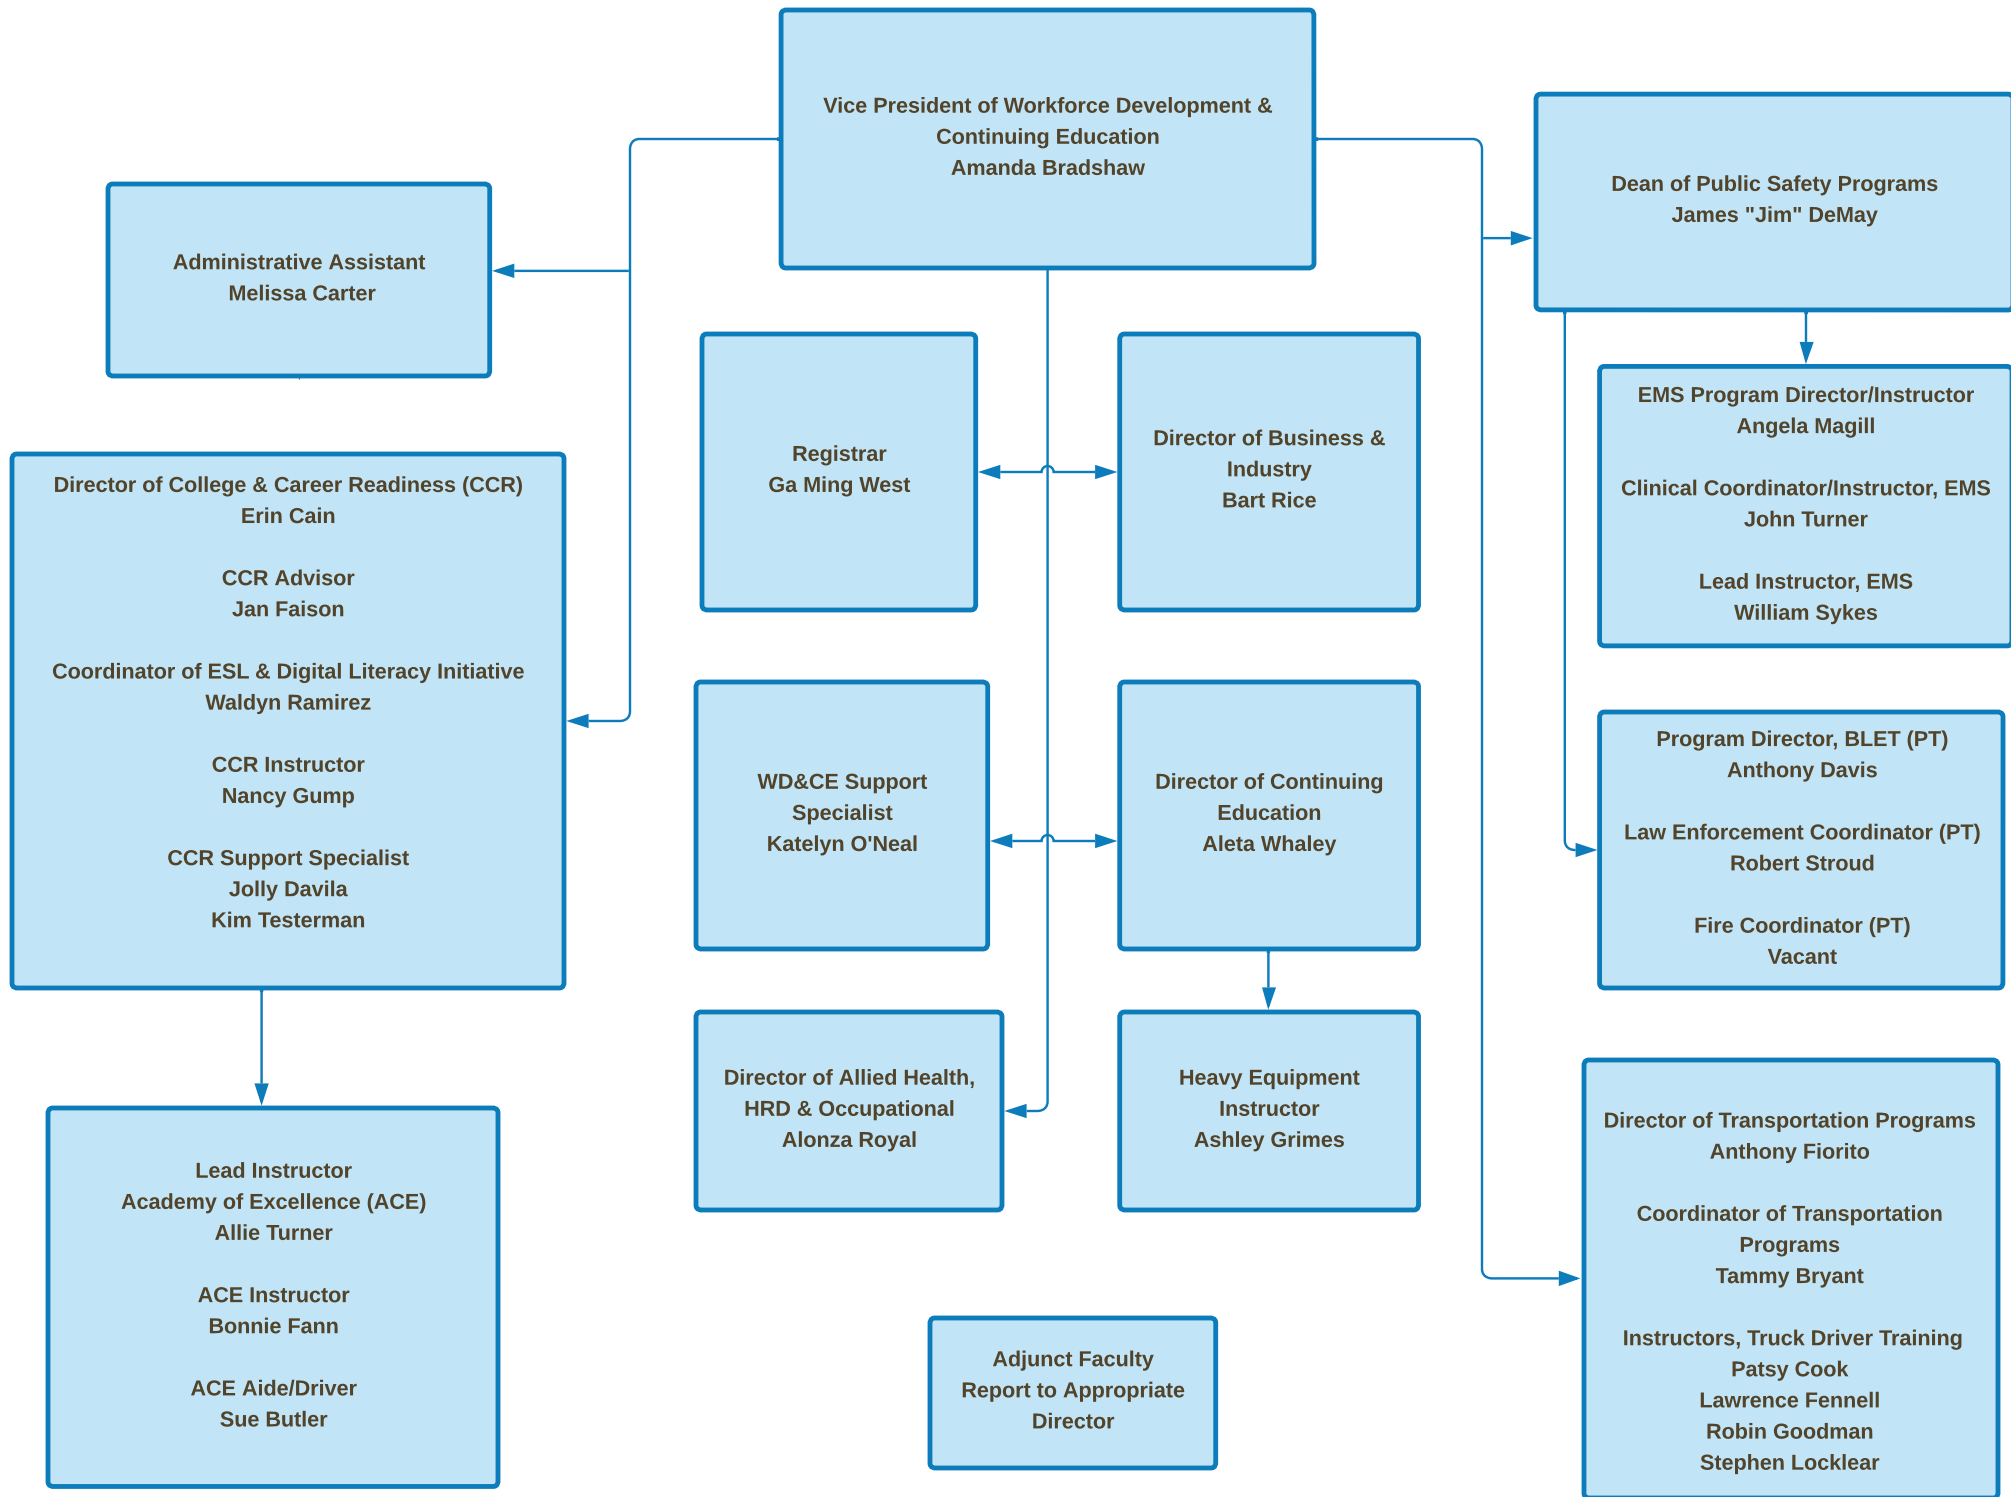 Vice President of Workforce Development &
Continuing Education
Amanda Bradshaw
Dean of Public Safety Programs
James "Jim" DeMay
Administrative Assistant
Melissa Carter
Registrar
Ga Ming West
Director of Business &
Industry
Bart Rice
EMS Program Director/Instructor
Angela Magill
Clinical Coordinator/Instructor, EMS
John Turner
Lead Instructor, EMS
William Sykes
Director of College & Career Readiness (CCR)
Erin Cain
CCR Advisor
Jan Faison
Coordinator of ESL & Digital Literacy Initiative
Waldyn Ramirez
CCR Instructor
Nancy Gump
CCR Support Specialist
Jolly Davila
Kim Testerman
WD&CE Support
Specialist
Katelyn O'Neal
Director of Continuing
Education
Aleta Whaley
Program Director, BLET (PT)
Anthony Davis
Law Enforcement Coordinator (PT)
Robert Stroud
Fire Coordinator (PT)
Vacant
Director of Allied Health,
HRD & Occupational
Alonza Royal
Heavy Equipment
Instructor
Ashley Grimes
Director of Transportation Programs
Anthony Fiorito
Coordinator of Transportation
Programs
Tammy Bryant
Instructors, Truck Driver Training
Patsy Cook
Lawrence Fennell
Robin Goodman
Stephen Locklear
Lead Instructor
Academy of Excellence (ACE)
Allie Turner
ACE Instructor
Bonnie Fann
ACE Aide/Driver
Sue Butler
Adjunct Faculty
Report to Appropriate
Director